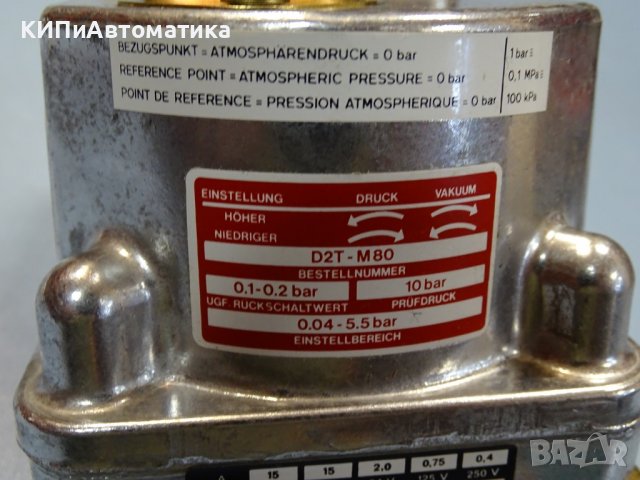 КИПиАвтоматика
BEZUGSPUNKT = ATMOSPHÄRENDRUCK = 0 bar
REFERENCE POINT = ATMOSPHERIC PRESSURE = 0 bar
POINT DE REFERENCE = PRESSION ATMOSPHERIQUE = 0 bar
1 bar ≙
0,1 MPa ≙
100 kPa
EINSTELLUNG DRUCK VAKUUM
HÖHER
NIEDRIGER
D2T-M80
BESTELLNUMMER
0.1-0.2 bar 10 bar
UGF. RÜCKSCHALTWERT PRÜFDRUCK
0.04-5.5 bar
EINSTELLBEREICH
A 15 15 2,0 0,75 0,4
125 V 250 V
BAZAR